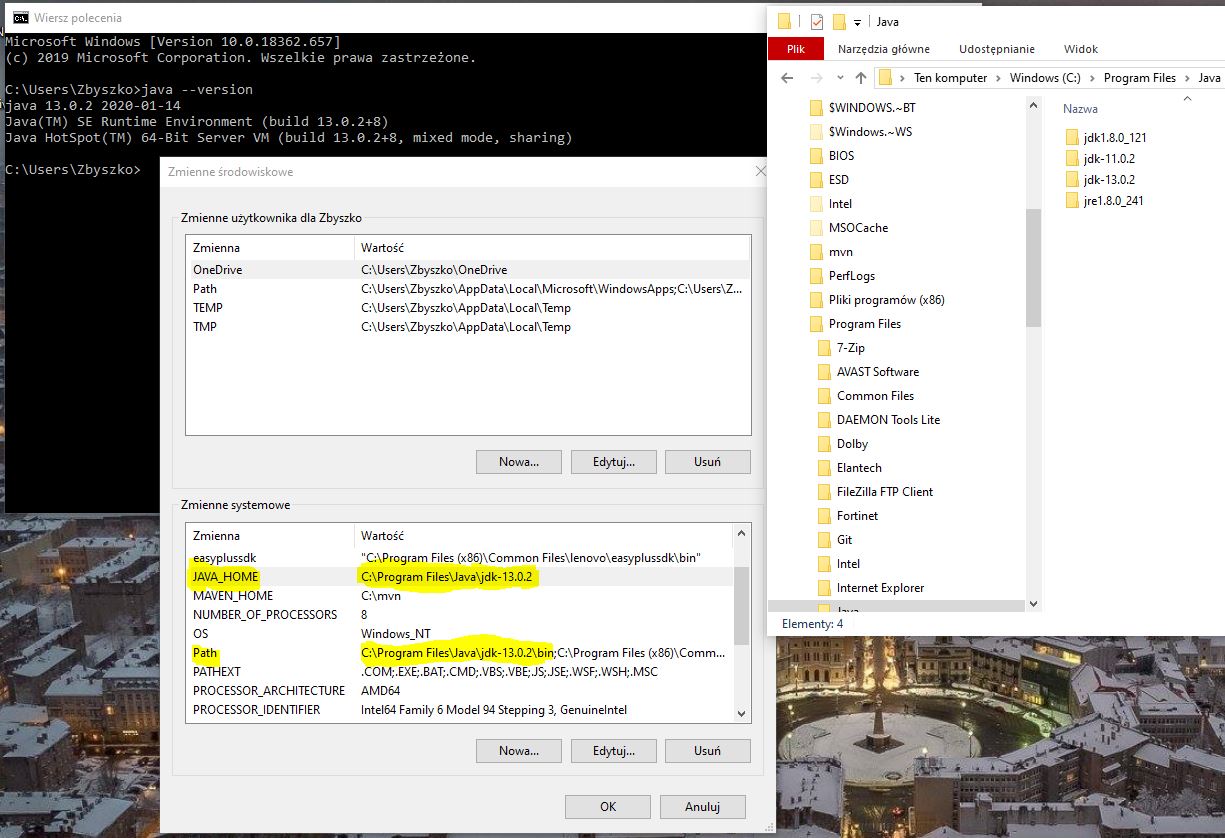 Wiersz polecenia
Microsoft Windows [Version 10.0.18362.657]
(c) 2019 Microsoft Corporation. Wszelkie prawa zastrzeżone.
C:\Users\Zbyszko>java --version
java 13.0.2 2020-01-14
Java(TM) SE Runtime Environment (build 13.0.2+8)
Java HotSpot(TM) 64-Bit Server VM (build 13.0.2+8, mixed mode, sharing)
C:\Users\Zbyszko>
Zmienne środowiskowe
Zmienne użytkownika dla Zbyszko
Zmienna Wartość
OneDrive C:\Users\Zbyszko\OneDrive
Path C:\Users\Zbyszko\AppData\Local\Microsoft\WindowsApps;C:\Users\Z...
TEMP C:\Users\Zbyszko\AppData\Local\Temp
TMP C:\Users\Zbyszko\AppData\Local\Temp
Nowa... Edytuj... Usuń
Zmienne systemowe
Zmienna Wartość
easyplussdk "C:\Program Files (x86)\Common Files\lenovo\easyplussdk\bin"
JAVA_HOME C:\Program Files\Java\jdk-13.0.2
MAVEN_HOME C:\mvn
NUMBER_OF_PROCESSORS 8
OS Windows_NT
Path C:\Program Files\Java\jdk-13.0.2\bin;C:\Program Files (x86)\Comm...
PATHEXT .COM;.EXE;.BAT;.CMD;.VBS;.VBE;.JS;.JSE;.WSF;.WSH;.MSC
PROCESSOR_ARCHITECTURE AMD64
PROCESSOR_IDENTIFIER Intel64 Family 6 Model 94 Stepping 3, GenuineIntel
Nowa... Edytuj... Usuń
OK Anuluj
Java
Plik Narzędzia główne Udostępnianie Widok
Ten komputer Windows (C:) Program Files Java
$WINDOWS.~BT
$Windows.~WS
BIOS
ESD
Intel
MSOCache
mvn
PerfLogs
Pliki programów (x86)
Program Files
7-Zip
AVAST Software
Common Files
DAEMON Tools Lite
Dolby
Elantech
FileZilla FTP Client
Fortinet
Git
Intel
Internet Explorer
Java
Nazwa
jdk1.8.0_121
jdk-11.0.2
jdk-13.0.2
jre1.8.0_241
Elementy: 4